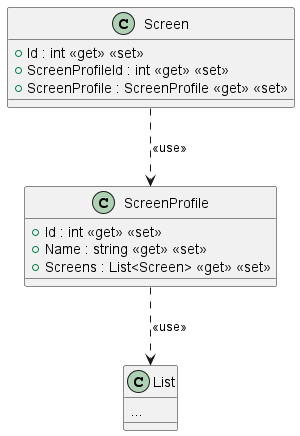 C Screen
Id : int «get» «set»
ScreenProfileId : int «get» «set»
ScreenProfile : ScreenProfile «get» «set»
«use»
C ScreenProfile
Id : int «get» «set»
Name : string «get» «set»
Screens : List<Screen> «get» «set»
«use»
C List
...